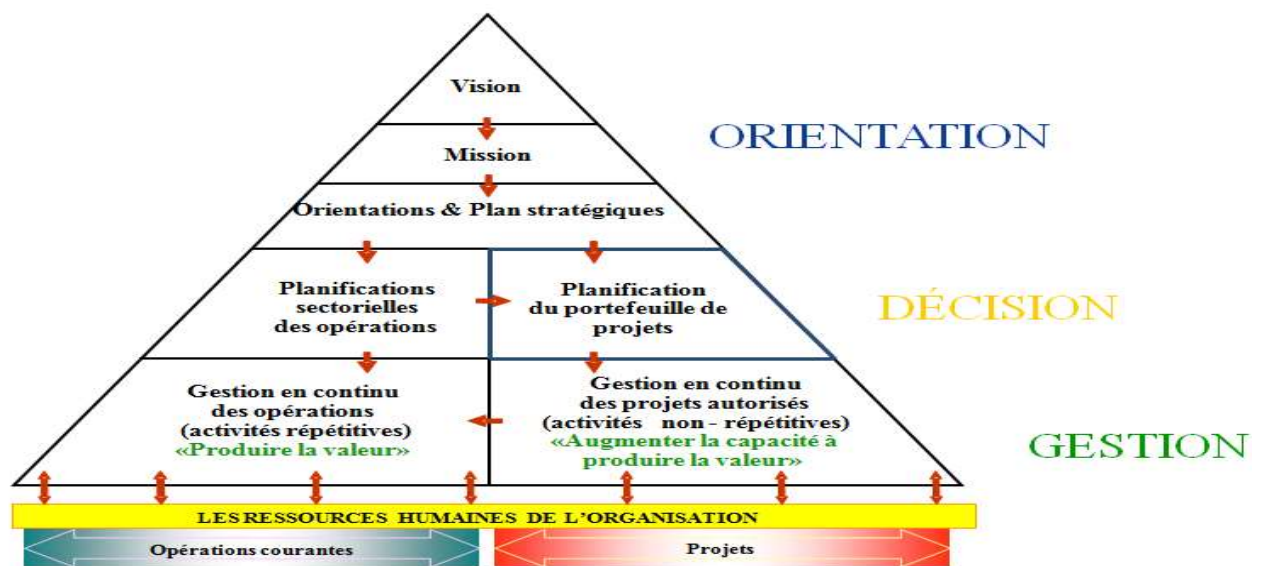 Vision
ORIENTATION
Mission
Orientations & Plan stratégiques
Planifications
sectorielles
des opérations
Planification
du portefeuille de
projets
DÉCISION
Gestion en continu
des opérations
(activités répétitives)
«Produire la valeur»
Gestion en continu
des projets autorisés
(activités non - répétitives)
«Augmenter la capacité à
produire la valeur»
GESTION
LES RESSOURCES HUMAINES DE L'ORGANISATION
Opérations courantes
Projets